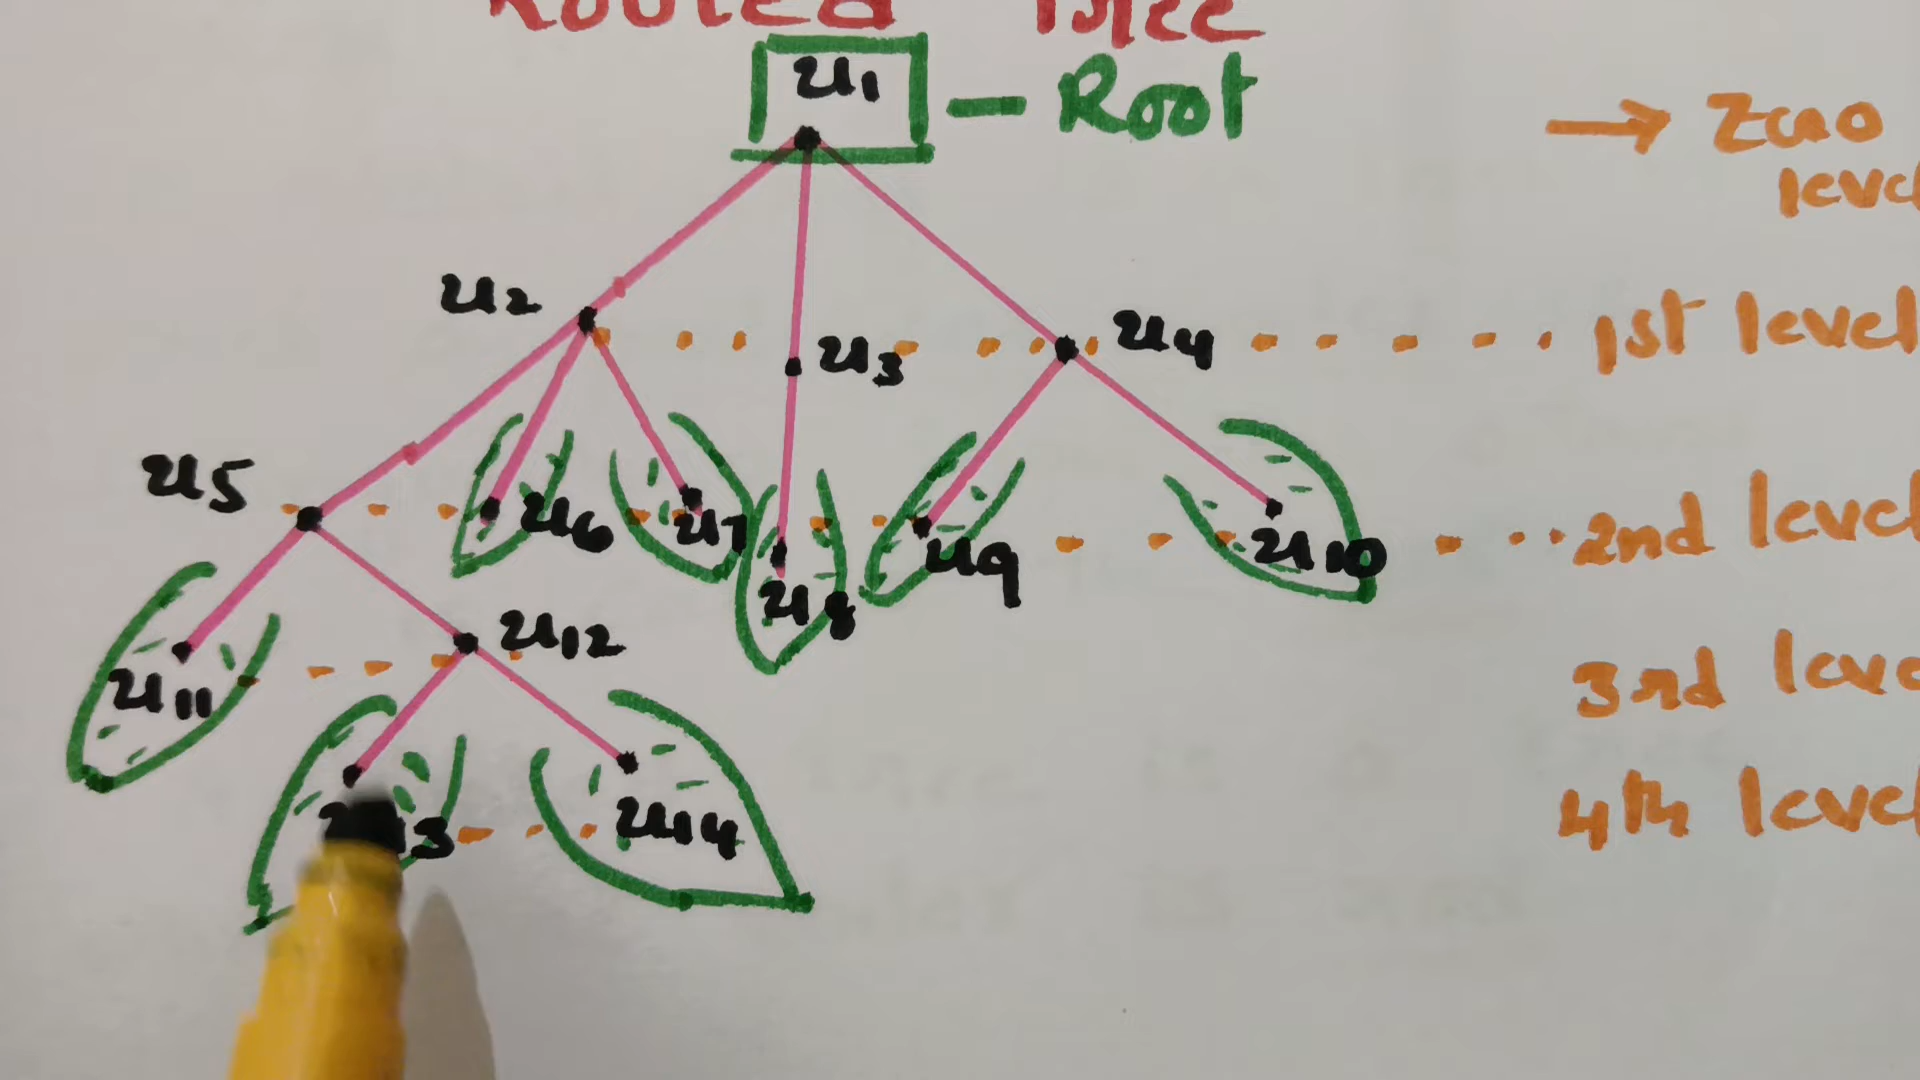 Rooted Tree
u1 - Root
→ Zero
level
u2
u3
u4
1st level
u5
u6
u7
u8
u9
u10
2nd level
u11
u12
3rd level
u14
4th level